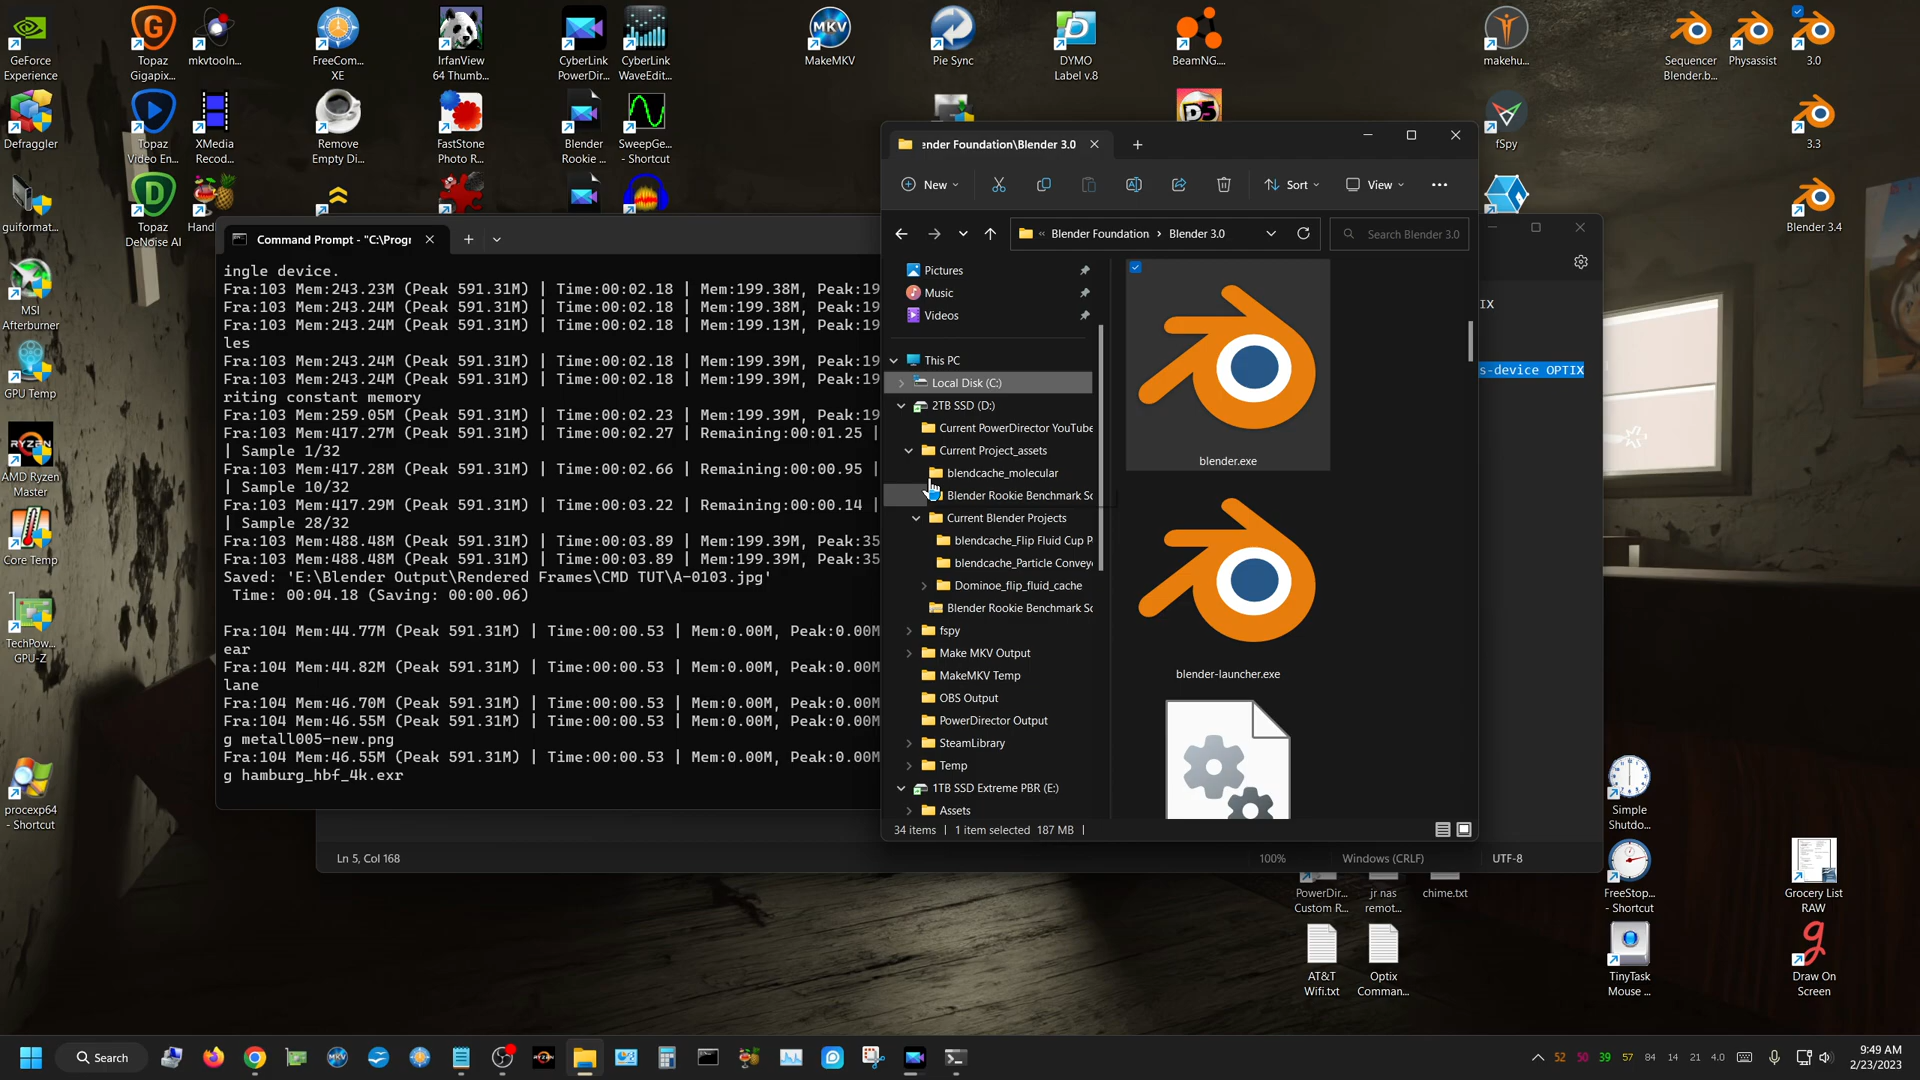 GeForce
Experience
Topaz
Gigapix...
mkvtooln...
FreeCom...
XE
IrfanView
64 Thumb...
CyberLink
PowerDir...
CyberLink
WaveEdit...
MKV
MakeMKV
Pie Sync
DYMO
Label v.8
BeamNG....
makehu...
Sequencer
Blender.b...
Physassist
3.0
Defraggler
Topaz
Video En...
XMedia
Recod...
Remove
Empty Di...
FastStone
Photo R...
Blender
Rookie ...
SweepGe...
- Shortcut
D5
fSpy
3.3
guiformat...
Topaz
DeNoise AI
Handl
Blender 3.4
MSI
Afterburner
GPU Temp
RYZEN
AMD Ryzen
Master
Core Temp
TechPow...
GPU-Z
procexp64
- Shortcut
Command Prompt - "C:\Progr
ingle device.
Fra:103 Mem:243.23M (Peak 591.31M) | Time:00:02.18 | Mem:199.38M, Peak:19
Fra:103 Mem:243.24M (Peak 591.31M) | Time:00:02.18 | Mem:199.38M, Peak:19
Fra:103 Mem:243.24M (Peak 591.31M) | Time:00:02.18 | Mem:199.13M, Peak:19
les
Fra:103 Mem:243.24M (Peak 591.31M) | Time:00:02.18 | Mem:199.39M, Peak:19
Fra:103 Mem:243.24M (Peak 591.31M) | Time:00:02.18 | Mem:199.39M, Peak:19
riting constant memory
Fra:103 Mem:259.05M (Peak 591.31M) | Time:00:02.23 | Mem:199.39M, Peak:19
Fra:103 Mem:417.27M (Peak 591.31M) | Time:00:02.27 | Remaining:00:01.25 |
| Sample 1/32
Fra:103 Mem:417.28M (Peak 591.31M) | Time:00:02.66 | Remaining:00:00.95 |
| Sample 10/32
Fra:103 Mem:417.29M (Peak 591.31M) | Time:00:03.22 | Remaining:00:00.14 |
| Sample 28/32
Fra:103 Mem:488.48M (Peak 591.31M) | Time:00:03.89 | Mem:199.39M, Peak:35
Fra:103 Mem:488.48M (Peak 591.31M) | Time:00:03.89 | Mem:199.39M, Peak:35
Saved: 'E:\Blender Output\Rendered Frames\CMD TUT\A-0103.jpg'
Time: 00:04.18 (Saving: 00:00.06)
Fra:104 Mem:44.77M (Peak 591.31M) | Time:00:00.53 | Mem:0.00M, Peak:0.00M
ear
Fra:104 Mem:44.82M (Peak 591.31M) | Time:00:00.53 | Mem:0.00M, Peak:0.00M
lane
Fra:104 Mem:46.70M (Peak 591.31M) | Time:00:00.53 | Mem:0.00M, Peak:0.00M
Fra:104 Mem:46.55M (Peak 591.31M) | Time:00:00.53 | Mem:0.00M, Peak:0.00M
g metall005-new.png
Fra:104 Mem:46.55M (Peak 591.31M) | Time:00:00.53 | Mem:0.00M, Peak:0.00M
g hamburg_hbf_4k.exr
ender Foundation\Blender 3.0
New
Sort
View
« Blender Foundation > Blender 3.0
Search Blender 3.0
Pictures
Music
Videos
This PC
Local Disk (C:)
2TB SSD (D:)
Current PowerDirector YouTube
Current Project_assets
blendcache_molecular
Blender Rookie Benchmark Sc
Current Blender Projects
blendcache_Flip Fluid Cup P
blendcache_Particle Convey
Dominoe_flip_fluid_cache
Blender Rookie Benchmark Sc
fspy
Make MKV Output
MakeMKV Temp
OBS Output
PowerDirector Output
SteamLibrary
Temp
1TB SSD Extreme PBR (E:)
Assets
blender.exe
blender-launcher.exe
34 items
1 item selected 187 MB
IX
s-device OPTIX
Ln 5, Col 168
100%
Windows (CRLF)
UTF-8
PowerDir...
Custom R...
jr nas
remot...
chime.txt
AT&T
Wifi.txt
Optix
Comman...
Simple
Shutdo...
FreeStop...
- Shortcut
Grocery List
RAW
TinyTask
Mouse ...
Draw On
Screen
Search
MKV
RYZEN
52 50 39 57 84 14 21 4.0
9:49 AM
2/23/2023